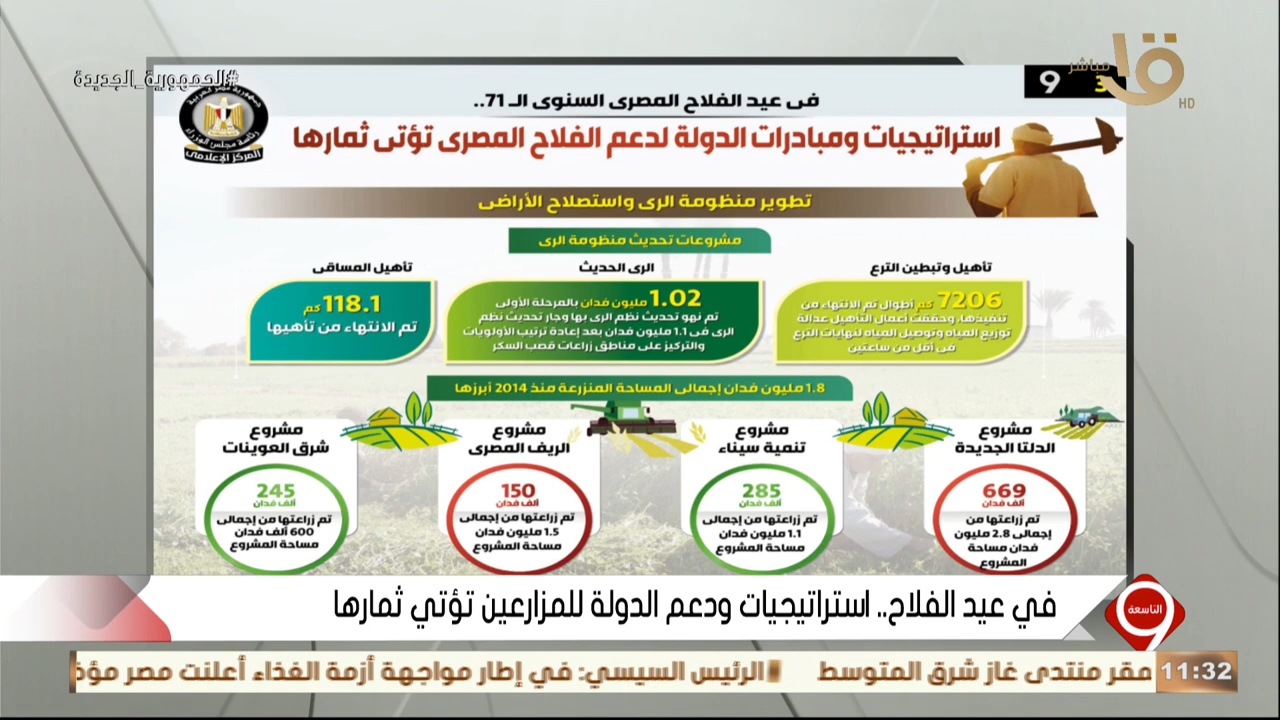 #الجمهورية_الجديدة
مباشر
HD
9
في عيد الفلاح المصرى السنوى الـ 71..
استراتيجيات ومبادرات الدولة لدعم الفلاح المصرى تؤتى ثمارها
جمهورية مصر العربية
رئاسة مجلس الوزراء
المركز الإعلامى
تطوير منظومة الرى واستصلاح الأراضى
مشروعات تحديث منظومة الرى
تأهيل وتبطين الترع
7206 كم أطوال تم الانتهاء من
تنفيذها، وحققت أعمال التأهيل عدالة
توزيع المياه وتوصيل المياه لنهايات الترع
فى أقل من ساعتين
الرى الحديث
1.02 مليون فدان بالمرحلة الأولى
تم نهو تحديث نظم الرى بها وجار تحديث نظم
الرى فى 1.1 مليون فدان بعد إعادة ترتيب الأولويات
والتركيز على مناطق زراعات قصب السكر
تأهيل المساقى
118.1 كم
تم الانتهاء من تأهيها
1.8 مليون فدان إجمالى المساحة المنزرعة منذ 2014 أبرزها
مشروع
الدلتا الجديدة
669
ألف فدان
تم زراعتها من
إجمالى 2.8 مليون
فدان مساحة
المشروع
مشروع
تنمية سيناء
285
ألف فدان
تم زراعتها من إجمالى
1.1 مليون فدان
مساحة المشروع
مشروع
الريف المصرى
150
ألف فدان
تم زراعتها من إجمالى
1.5 مليون فدان
مساحة المشروع
مشروع
شرق العوينات
245
ألف فدان
تم زراعتها من إجمالى
600 ألف فدان
مساحة المشروع
التاسعة
في عيد الفلاح.. استراتيجيات ودعم الدولة للمزارعين تؤتي ثمارها
11:32
مقر منتدى غاز شرق المتوسط
الرئيس السيسي: في إطار مواجهة أزمة الغذاء أعلنت مصر